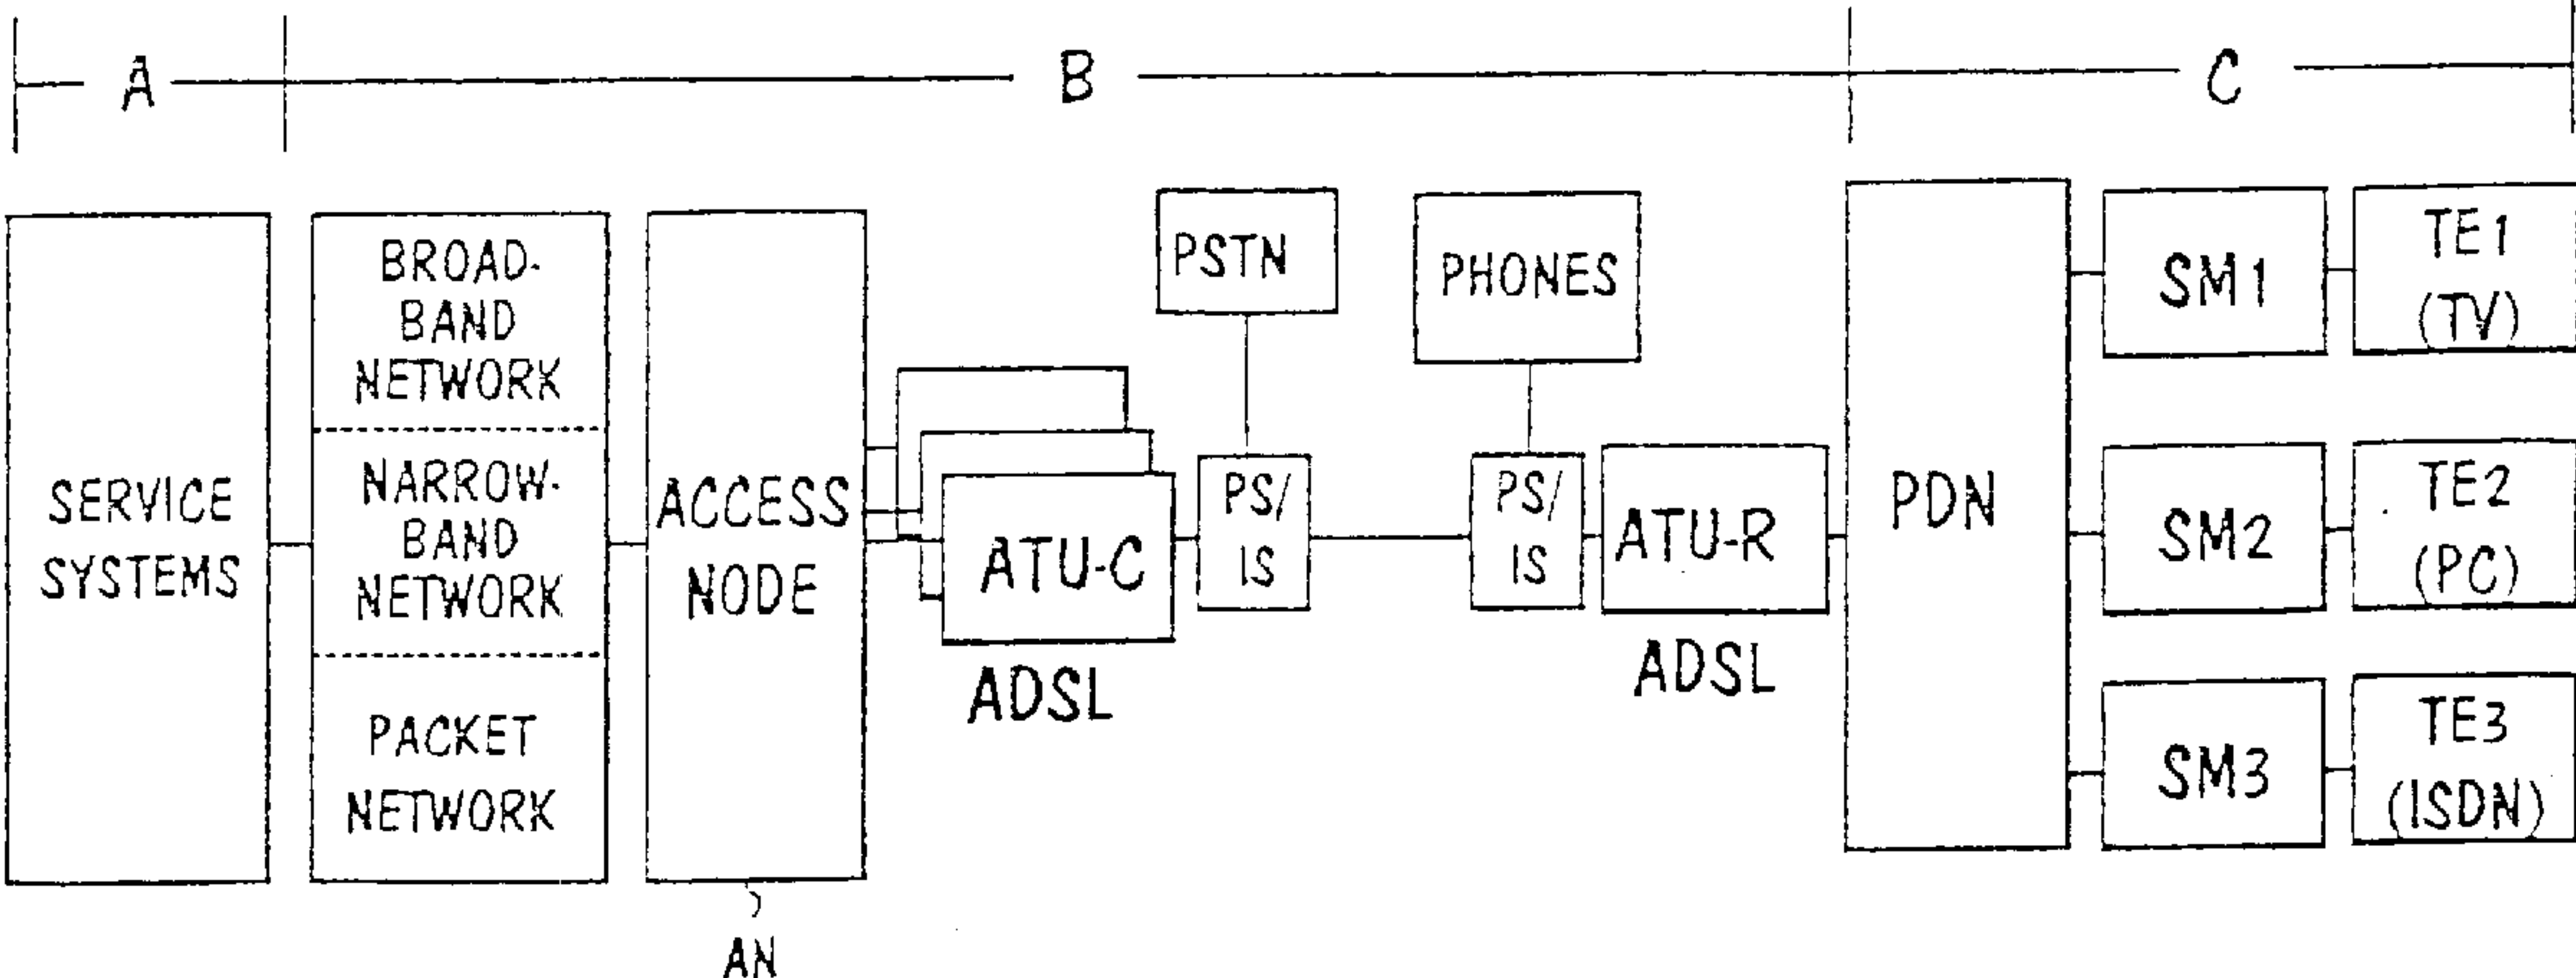 A
B
C
SERVICE
SYSTEMS
BROAD-
BAND
NETWORK
NARROW-
BAND
NETWORK
PACKET
NETWORK
ACCESS
NODE
AN
ATU-C
ADSL
PSTN
PS/
IS
PHONES
PS/
IS
ATU-R
ADSL
PDN
SM1
TE1
(TV)
SM2
TE2
(PC)
SM3
TE3
(ISDN)